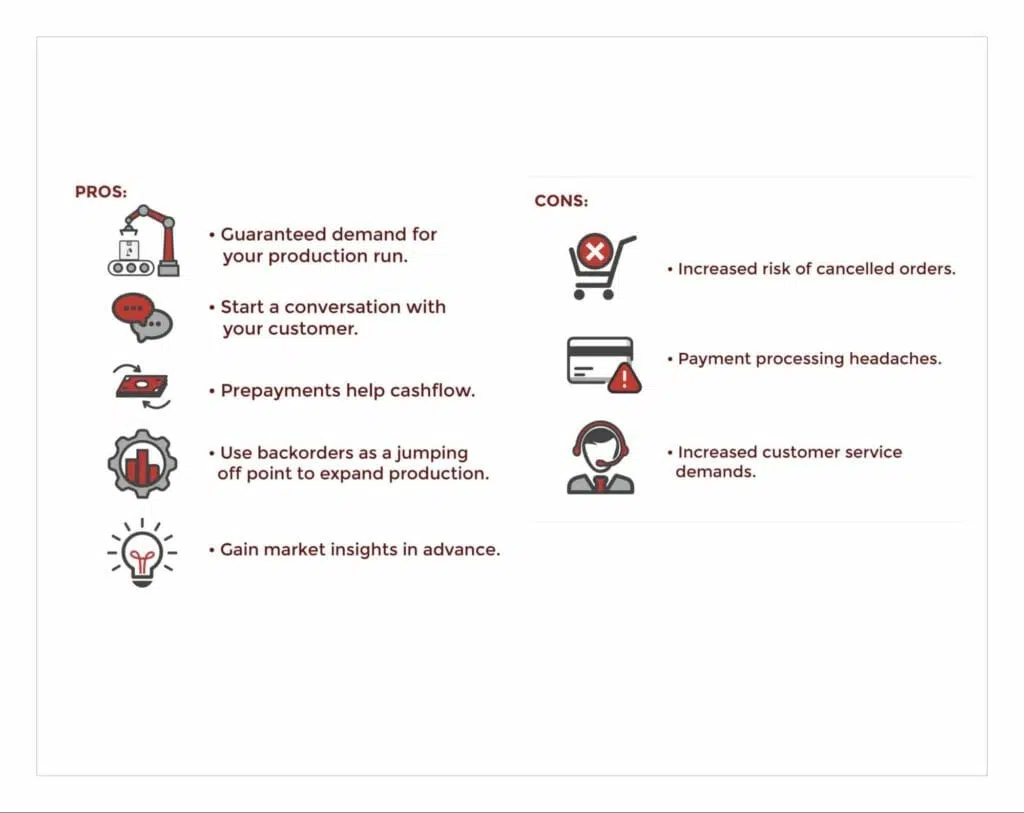 PROS:
• Guaranteed demand for
your production run.
• Start a conversation with
your customer.
• Prepayments help cashflow.
• Use backorders as a jumping
off point to expand production.
• Gain market insights in advance.
CONS:
• Increased risk of cancelled orders.
• Payment processing headaches.
• Increased customer service
demands.